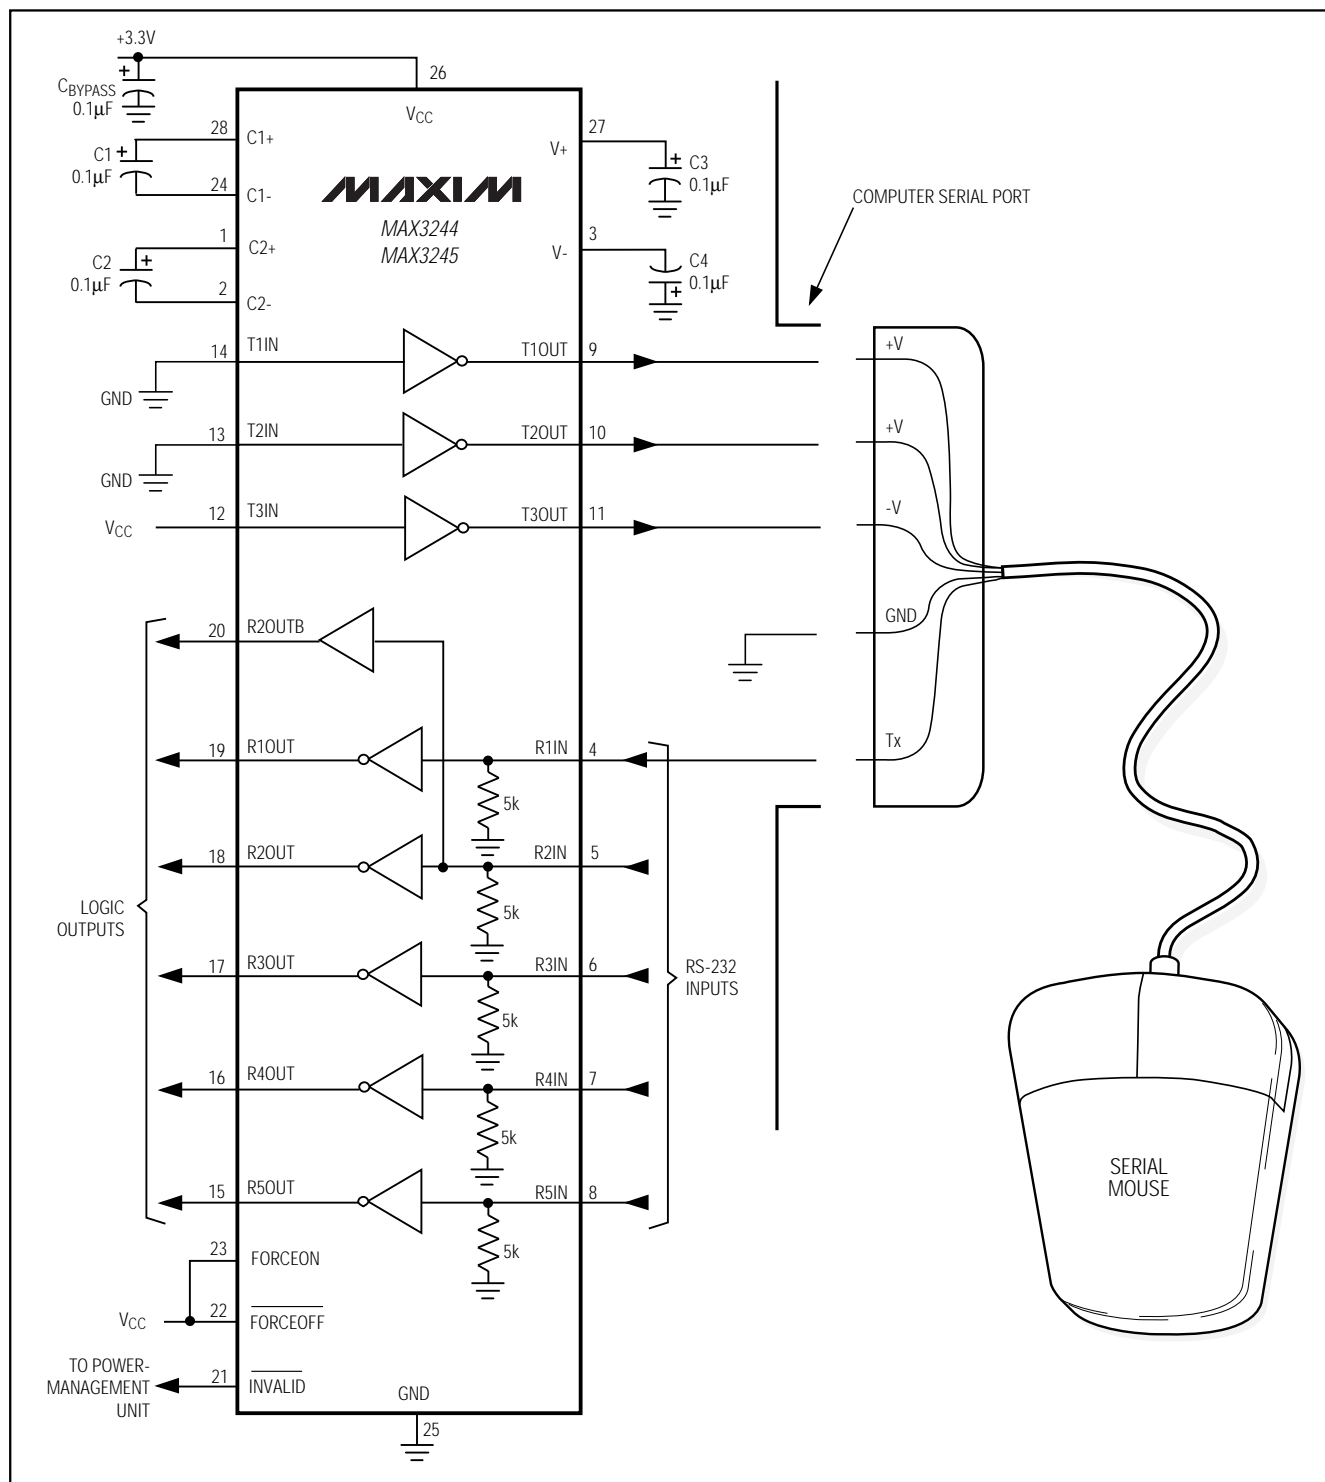 +3.3V
26
CBYPASS
0.1µF
VCC
28
C1+
27
V+
C1
0.1µF
C3
0.1µF
24
C1-
MAXIM
COMPUTER SERIAL PORT
MAX3244
MAX3245
1
C2+
3
V-
C2
0.1µF
C4
0.1µF
2
C2-
14
T1IN
T1OUT
9
+V
GND
13
T2IN
T2OUT
10
+V
GND
VCC
12
T3IN
T3OUT
11
-V
GND
20
R2OUTB
19
R1OUT
R1IN
4
Tx
5k
18
R2OUT
R2IN
5
5k
LOGIC
OUTPUTS
17
R3OUT
R3IN
6
RS-232
INPUTS
5k
16
R4OUT
R4IN
7
5k
SERIAL
MOUSE
15
R5OUT
R5IN
8
5k
23
FORCEON
VCC
22
FORCEOFF
TO POWER-
MANAGEMENT
UNIT
21
INVALID
GND
25